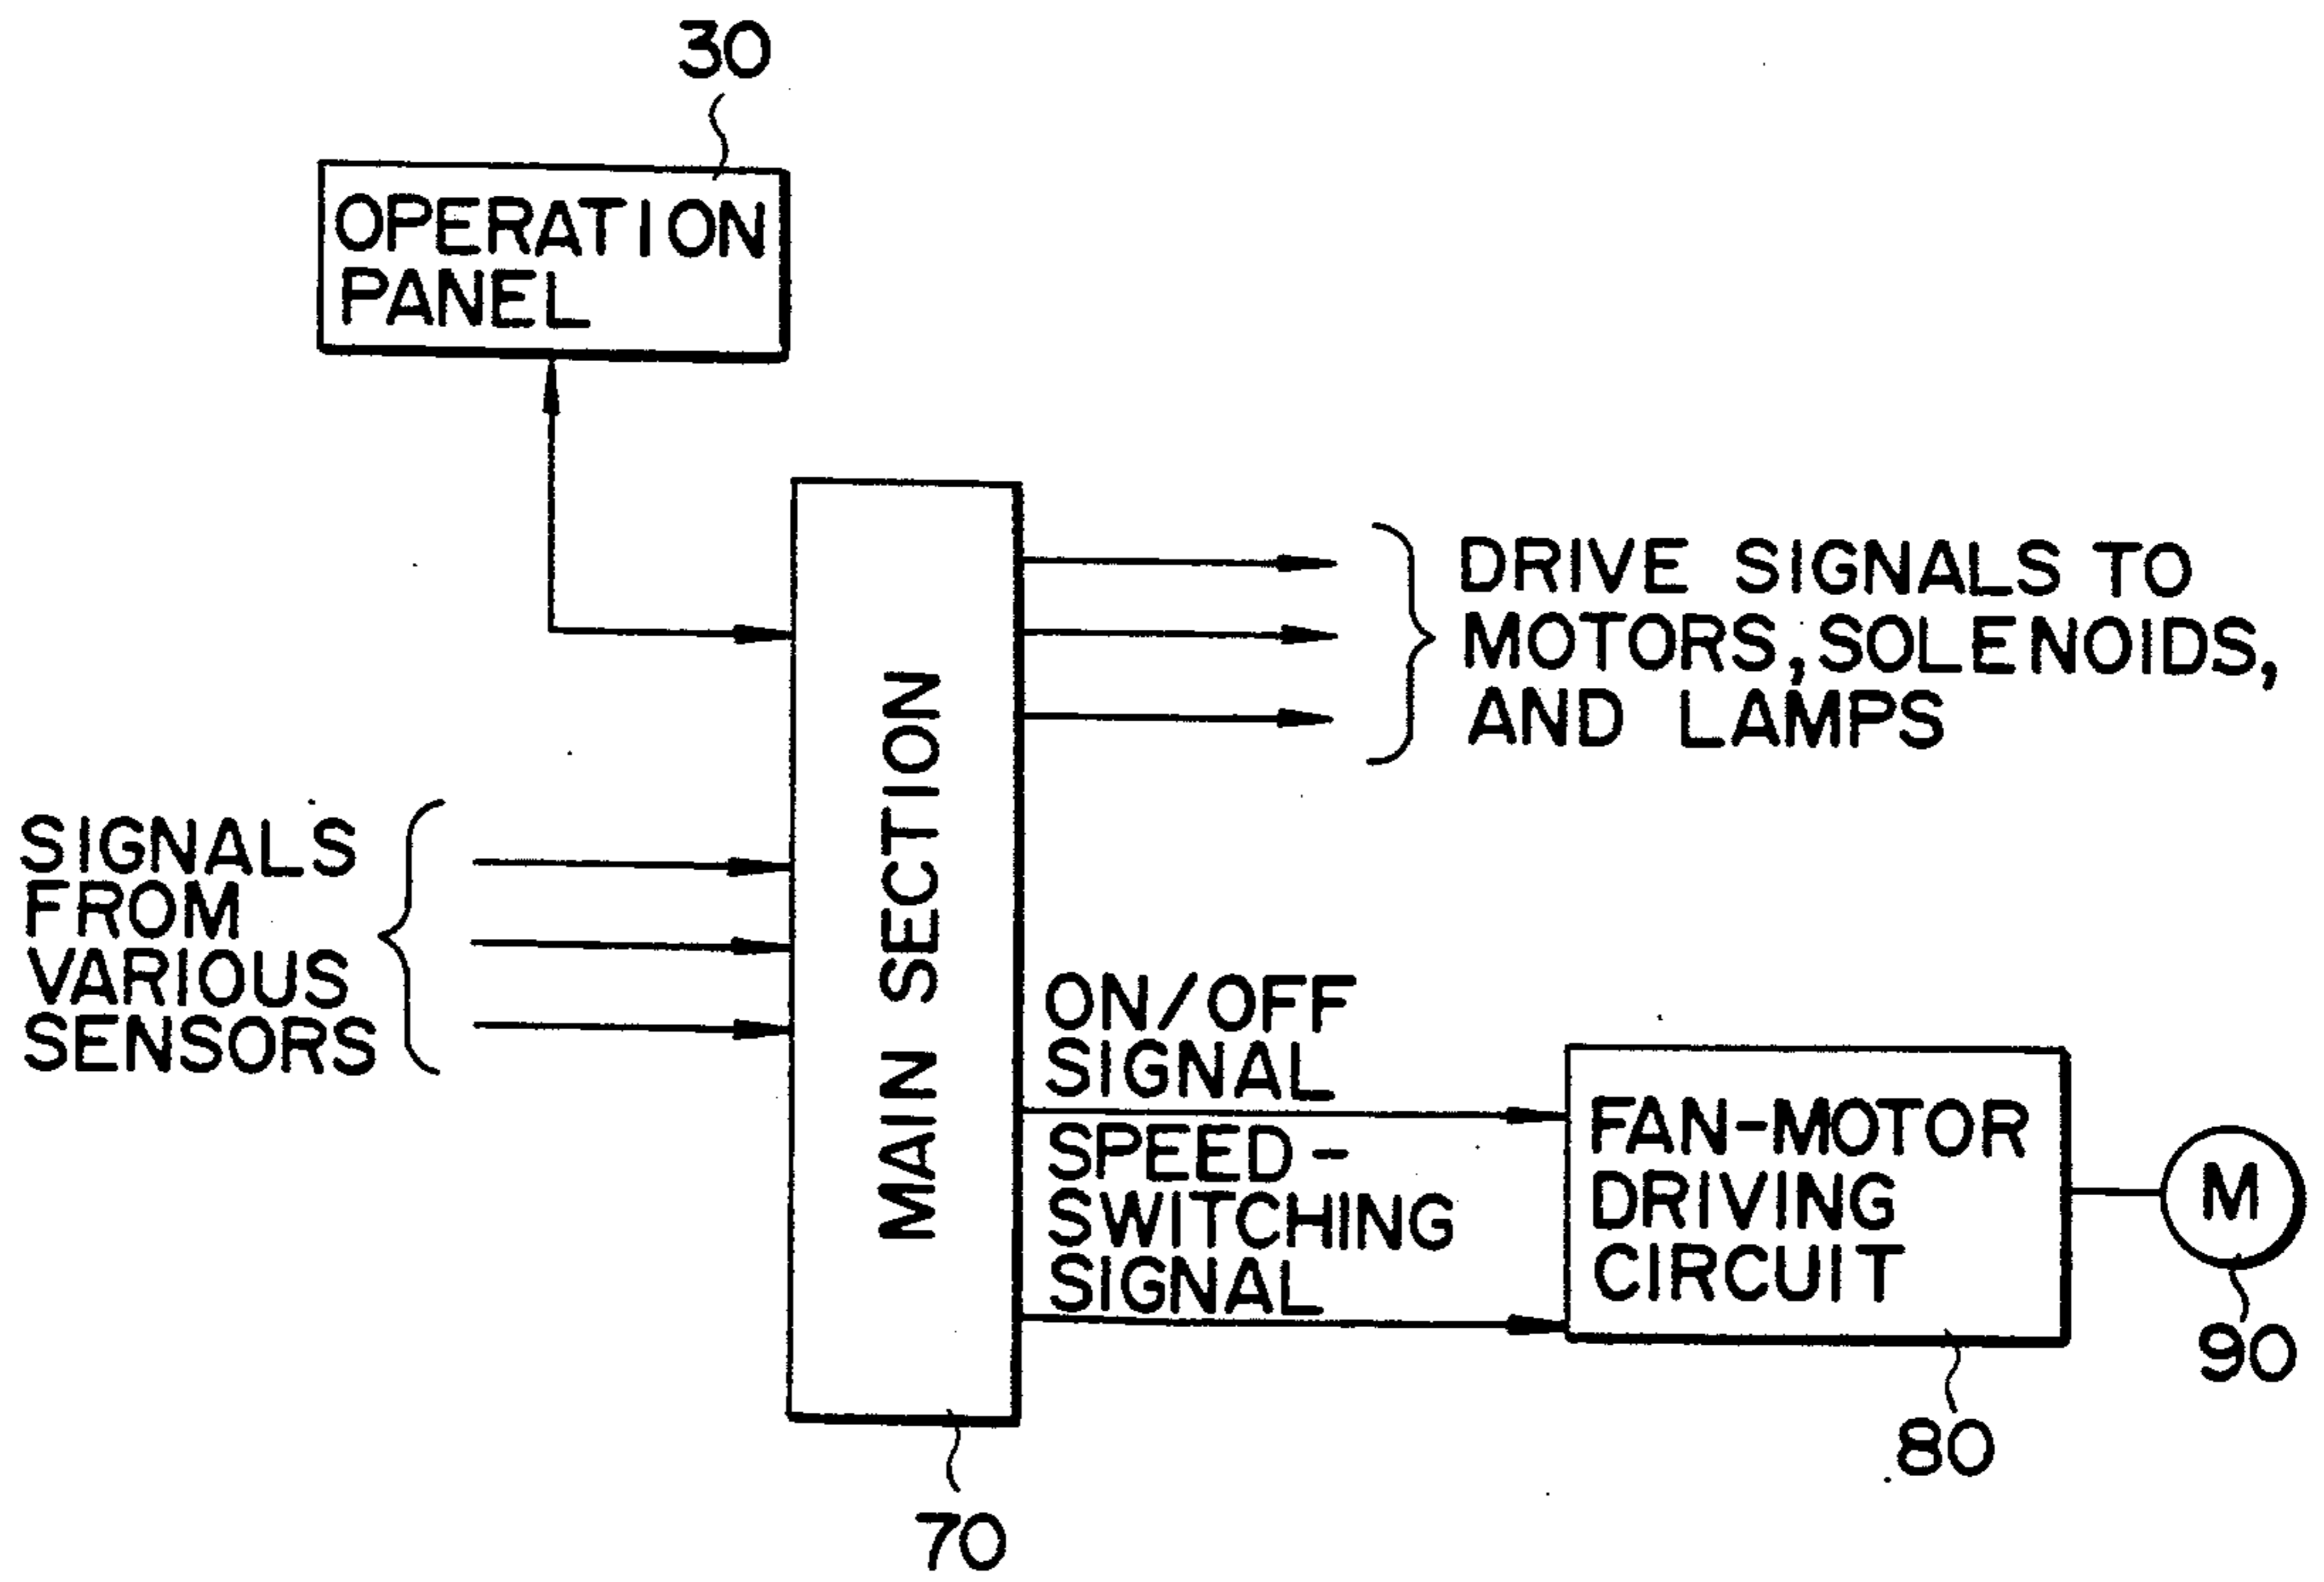 30
OPERATION
PANEL
DRIVE SIGNALS TO
MOTORS, SOLENOIDS,
AND LAMPS
MAIN SECTION
SIGNALS
FROM
VARIOUS
SENSORS
ON/OFF
SIGNAL
SPEED-
SWITCHING
SIGNAL
FAN-MOTOR
DRIVING
CIRCUIT
M
90
80
70